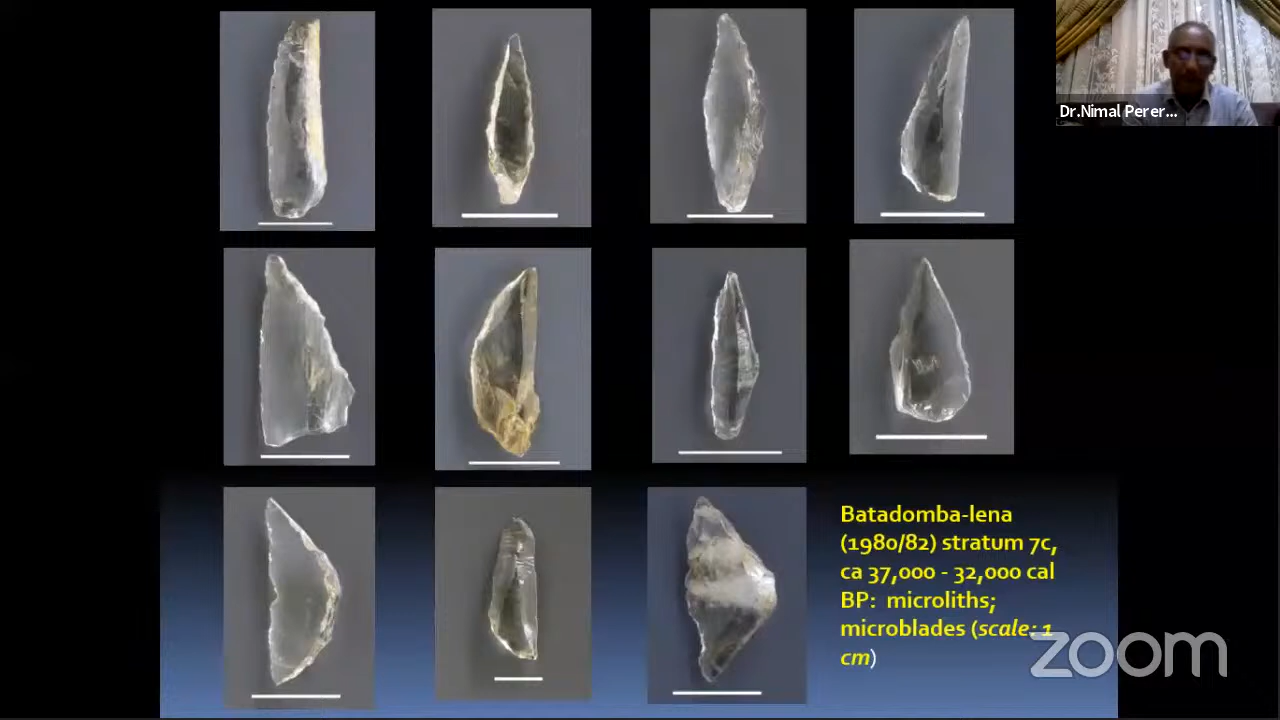 Dr.Nimal Perer...
Batadomba-lena
(1980/82) stratum 7c,
ca 37,000 - 32,000 cal
BP: microliths;
microblades (scale: 1
cm)
zoom